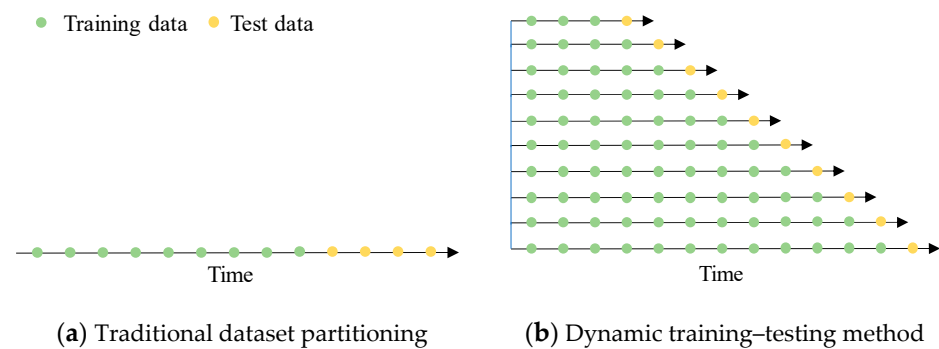 Training data Test data
Time
Time
(a) Traditional dataset partitioning
(b) Dynamic training–testing method